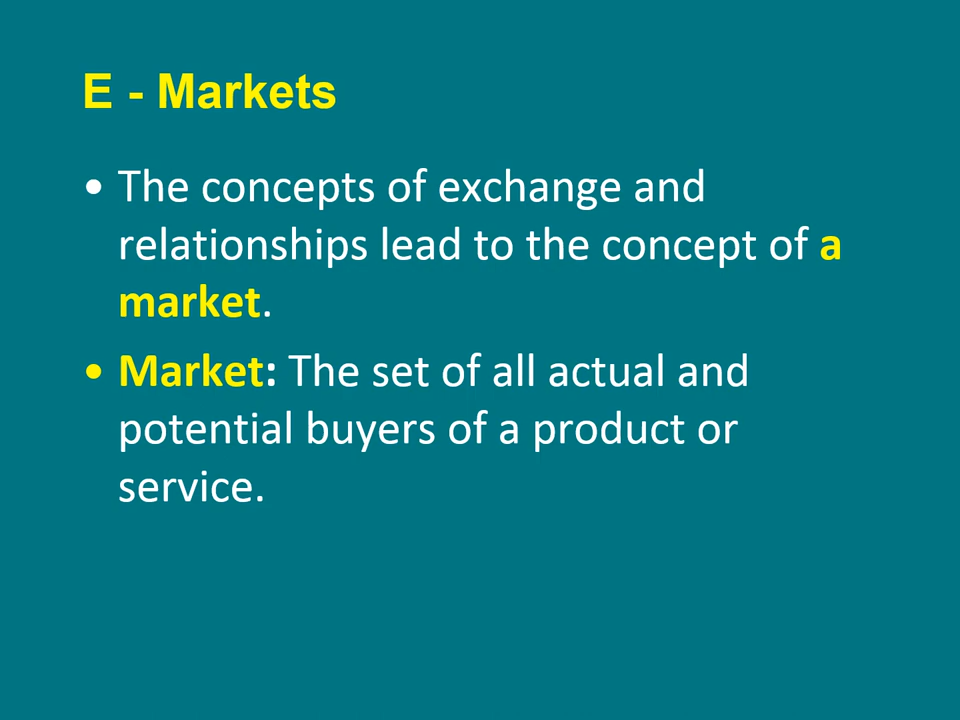 E - Markets
• The concepts of exchange and
relationships lead to the concept of a
market.
• Market: The set of all actual and
potential buyers of a product or
service.